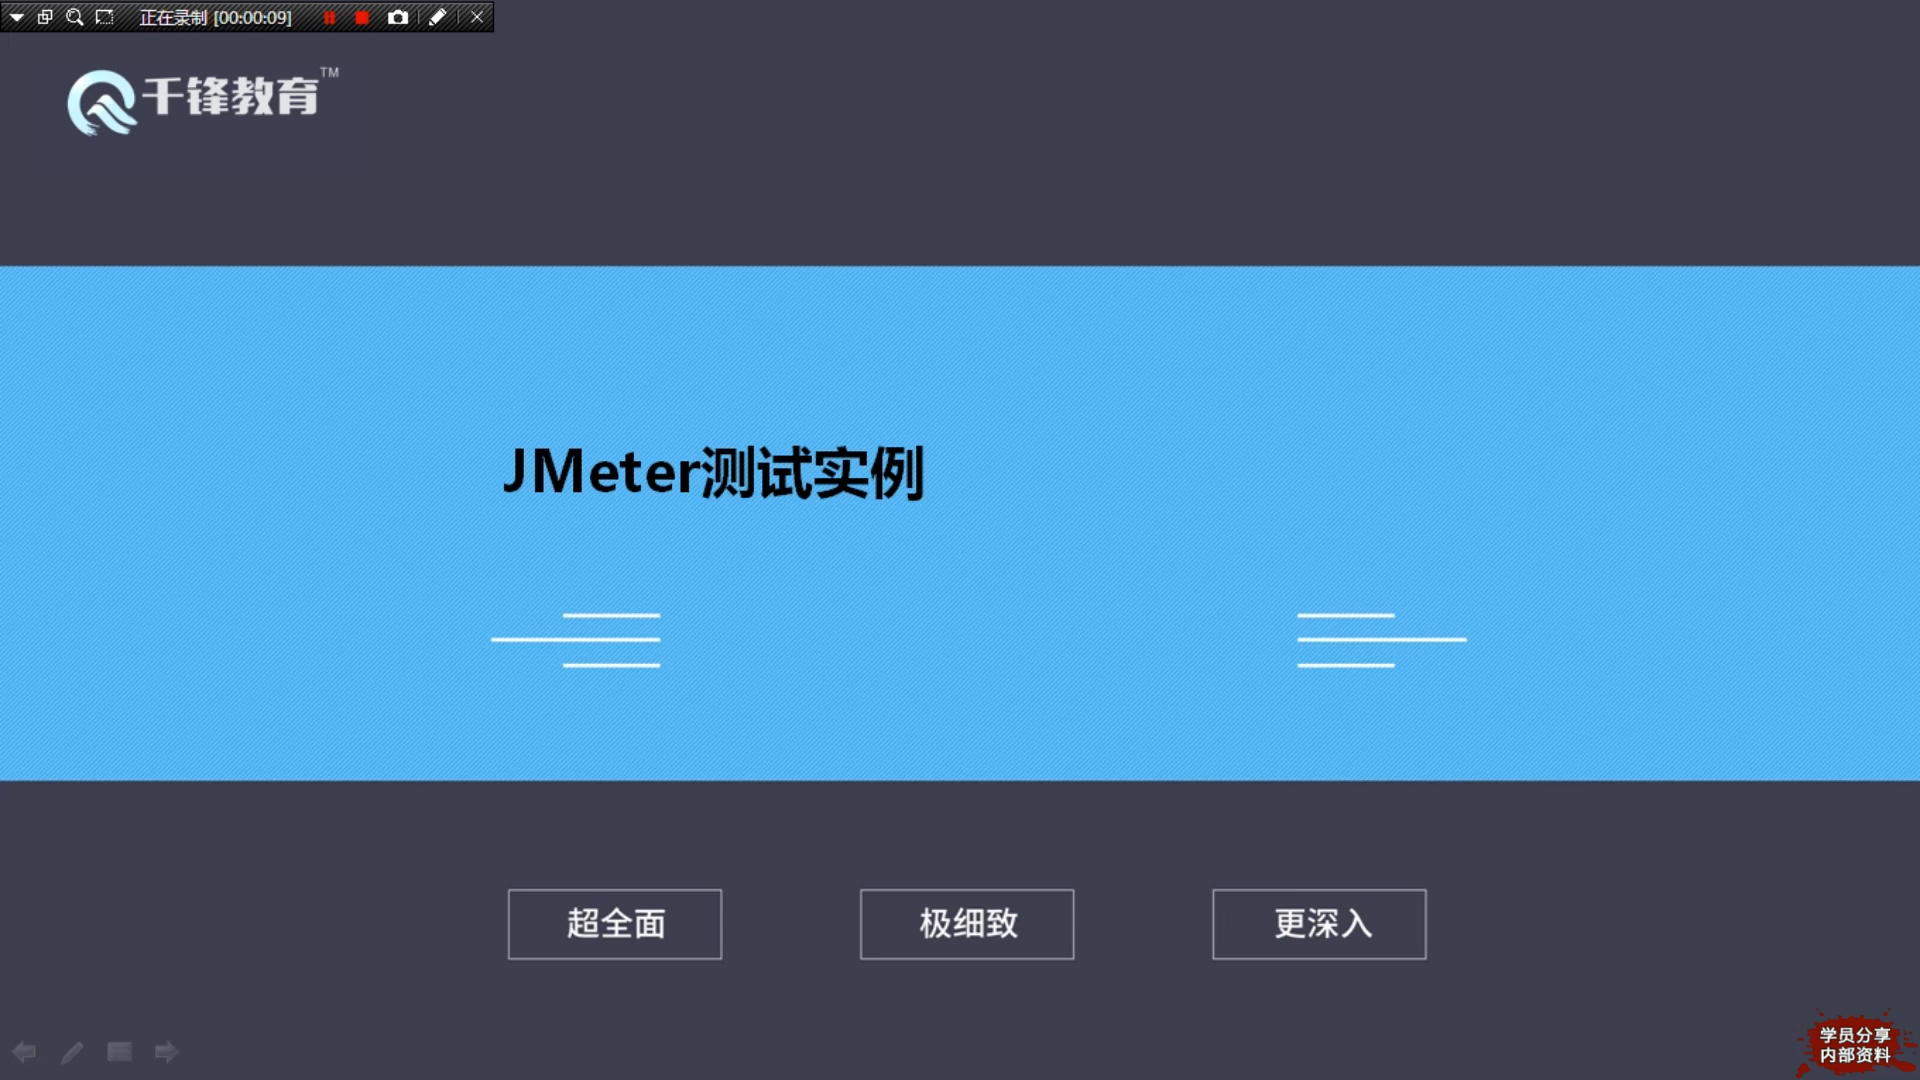 正在录制 [00:00:09]
千锋教育™
JMeter测试实例
超全面
极细致
更深入
学员分享
内部资料